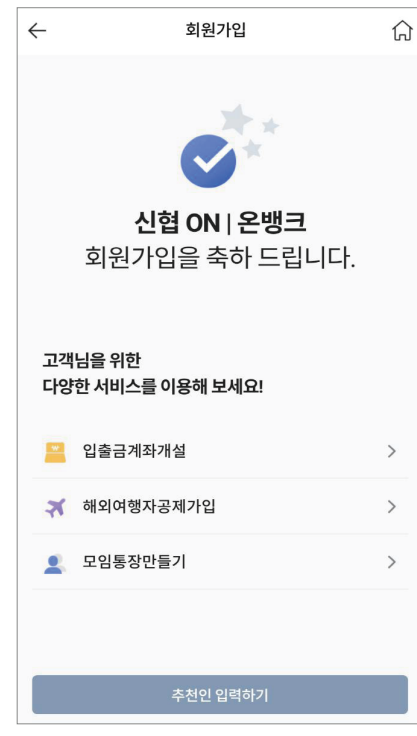 회원가입
신협 ON | 온뱅크
회원가입을 축하 드립니다.
고객님을 위한
다양한 서비스를 이용해 보세요!
입출금계좌개설
해외여행자공제가입
모임통장만들기
추천인 입력하기